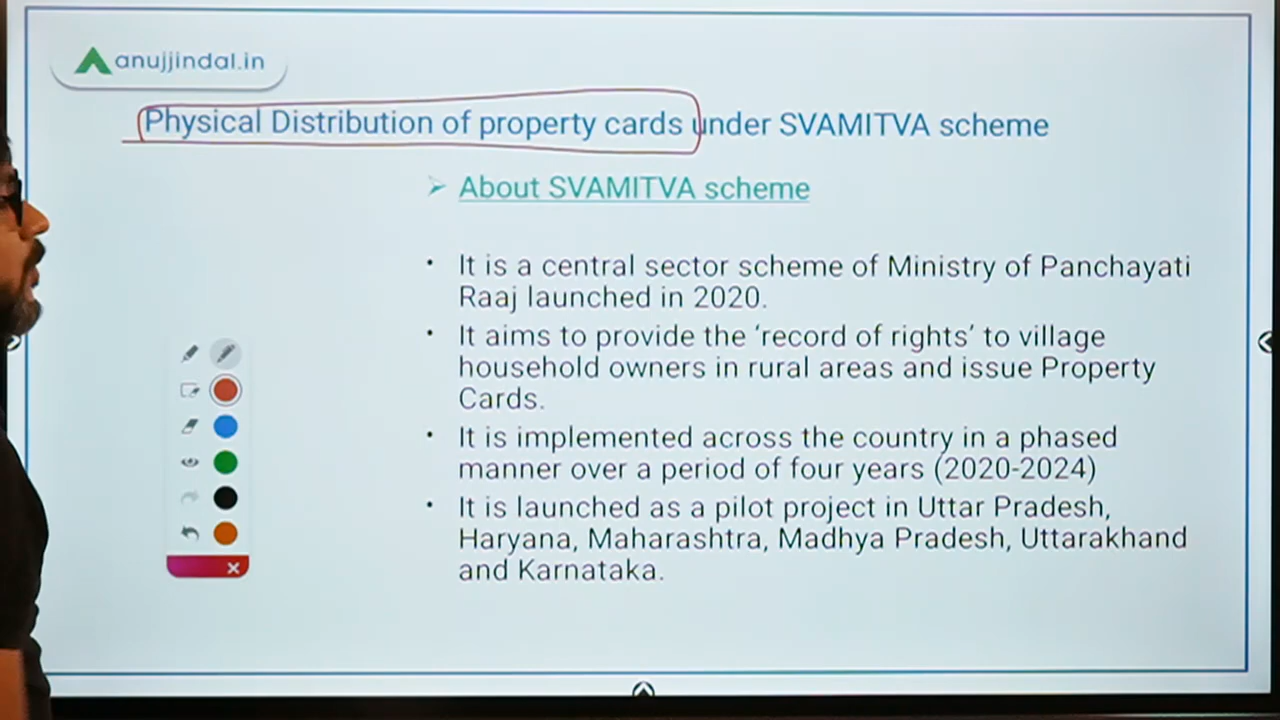 anujjindal.in
Physical Distribution of property cards under SVAMITVA scheme
➢ About SVAMITVA scheme
• It is a central sector scheme of Ministry of Panchayati
Raaj launched in 2020.
• It aims to provide the ‘record of rights’ to village
household owners in rural areas and issue Property
Cards.
• It is implemented across the country in a phased
manner over a period of four years (2020-2024)
• It is launched as a pilot project in Uttar Pradesh,
Haryana, Maharashtra, Madhya Pradesh, Uttarakhand
and Karnataka.